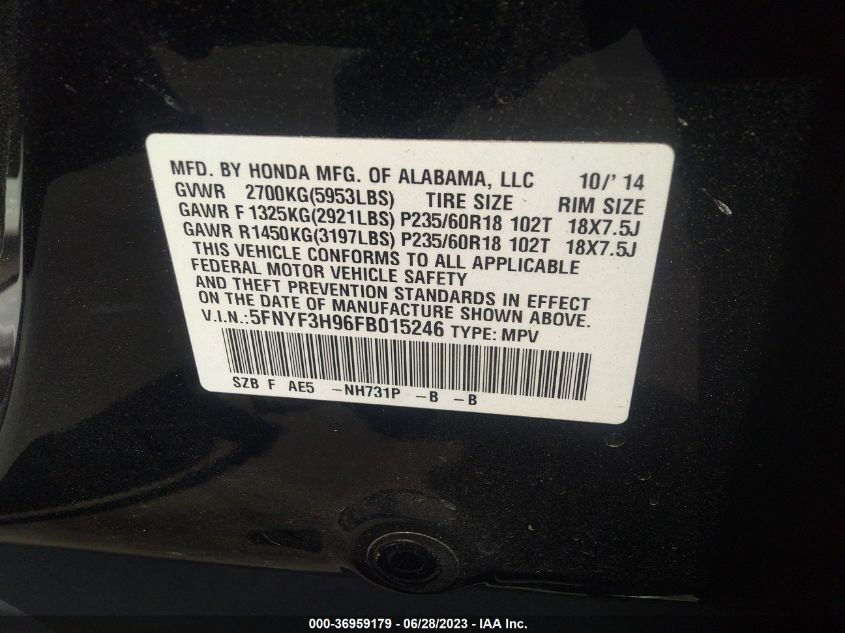 MFD. BY HONDA MFG. OF ALABAMA, LLC 10/'14
GVWR 2700KG(5953LBS) TIRE SIZE RIM SIZE
GAWR F 1325KG(2921LBS) P235/60R18 102T 18X7.5J
GAWR R1450KG(3197LBS) P235/60R18 102T 18X7.5J
THIS VEHICLE CONFORMS TO ALL APPLICABLE
FEDERAL MOTOR VEHICLE SAFETY
AND THEFT PREVENTION STANDARDS IN EFFECT
ON THE DATE OF MANUFACTURE SHOWN ABOVE.
V.I.N.:5FNYF3H96FB015246 TYPE: MPV
SZB F AE5 -NH731P -B -B
000-36959179 - 06/28/2023 - IAA Inc.